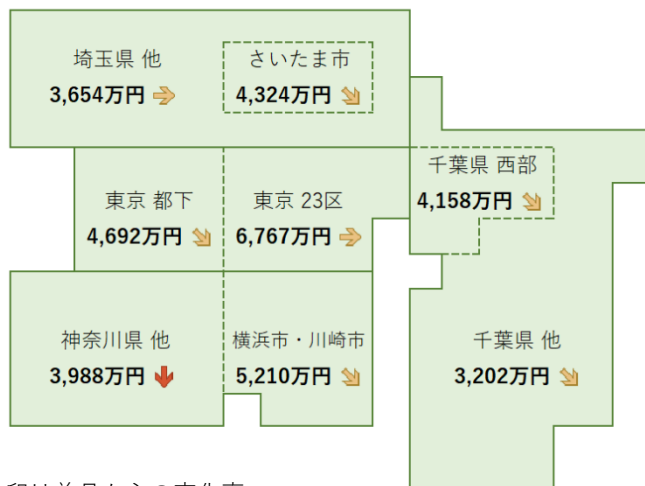 埼玉県 他
3,654万円
さいたま市
4,324万円
千葉県 西部
4,158万円
東京 都下
4,692万円
東京 23区
6,767万円
神奈川県 他
3,988万円
横浜市・川崎市
5,210万円
千葉県 他
3,202万円